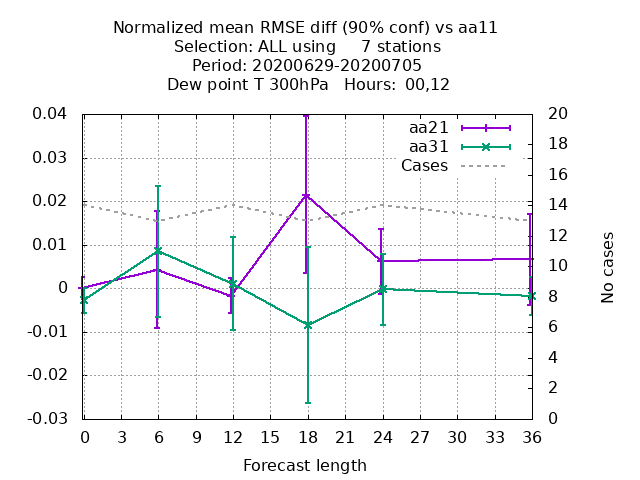 Normalized mean RMSE diff (90% conf) vs aa11
Selection: ALL using     7 stations
Period: 20200629-20200705
Dew point T 300hPa   Hours: 00,12
0.04
0.03
0.02
0.01
0
-0.01
-0.02
-0.03
aa21
aa31
Cases
20
18
16
14
12
10
8
6
4
2
0
No cases
0 3 6 9 12 15 18 21 24 27 30 33 36
Forecast length